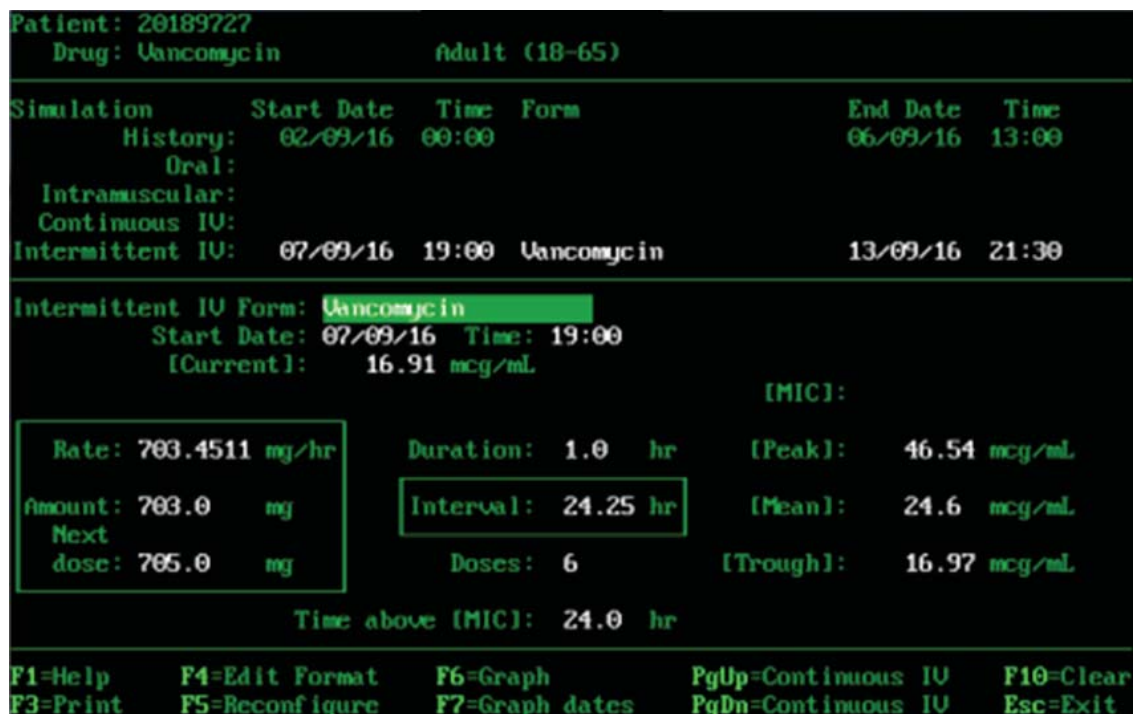 Patient: 20189727
Drug: Vancomycin Adult (18-65)
Simulation Start Date Time Form End Date Time
History: 02/09/16 00:00 06/09/16 13:00
Oral:
Intramuscular:
Continuous IV:
Intermittent IV: 07/09/16 19:00 Vancomycin 13/09/16 21:30
Intermittent IV Form: Vancomycin
Start Date: 07/09/16 Time: 19:00
[Current]: 16.91 mcg/mL
[MIC]:
Rate: 703.4511 mg/hr Duration: 1.0 hr [Peak]: 46.54 mcg/mL
Amount: 703.0 mg Interval: 24.25 hr [Mean]: 24.6 mcg/mL
Next
dose: 705.0 mg Doses: 6 [Trough]: 16.97 mcg/mL
Time above [MIC]: 24.0 hr
F1=Help F4=Edit Format F6=Graph PgUp=Continuous IV F10=Clear
F3=Print F5=Reconfigure F7=Graph dates PgDn=Continuous IV Esc=Exit